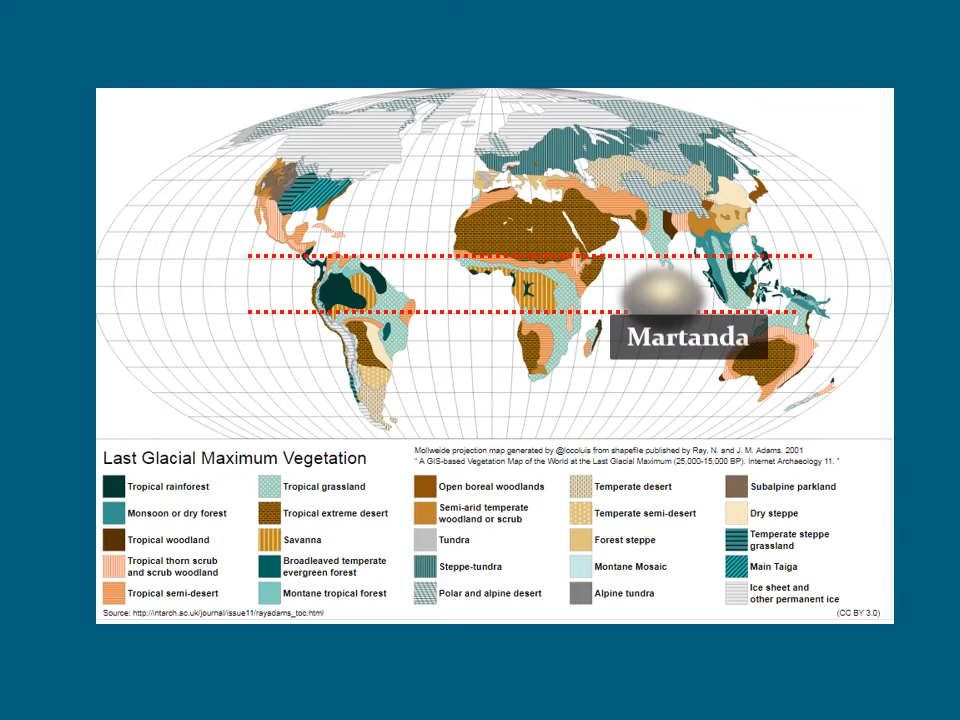 Martanda
Last Glacial Maximum Vegetation
Mollweide projection map generated by @locoluis from shapefile published by Ray, N. and J. M. Adams. 2001
" A GIS-based Vegetation Map of the World at the Last Glacial Maximum (25,000-15,000 BP). Internet Archaeology 11. "
Tropical rainforest
Monsoon or dry forest
Tropical woodland
Tropical thorn scrub
and scrub woodland
Tropical semi-desert
Tropical grassland
Tropical extreme desert
Savanna
Broadleaved temperate
evergreen forest
Montane tropical forest
Open boreal woodlands
Semi-arid temperate
woodland or scrub
Tundra
Steppe-tundra
Polar and alpine desert
Temperate desert
Temperate semi-desert
Forest steppe
Montane Mosaic
Alpine tundra
Subalpine parkland
Dry steppe
Temperate steppe
grassland
Main Taiga
Ice sheet and
other permanent ice
Source: http://intarch.ac.uk/journal/issue11/rayadams_toc.html
(CC BY 3.0)